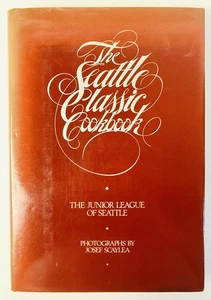 The
Seattle
Classic
Cookbook
THE JUNIOR LEAGUE
OF SEATTLE
PHOTOGRAPHS BY
JOSEF SCAYLEA